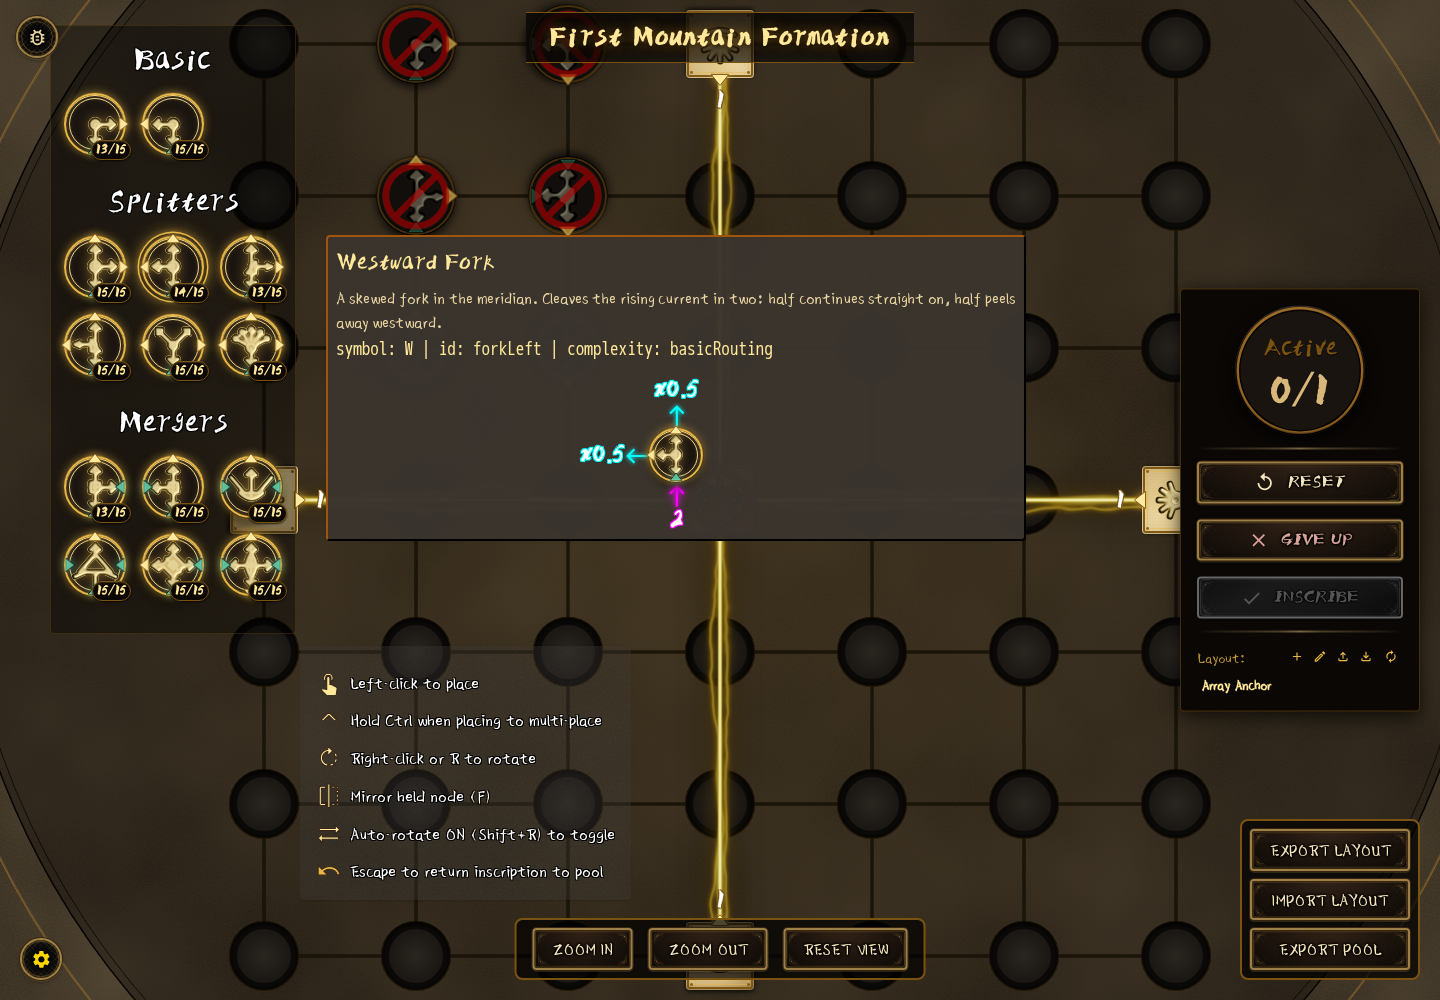 First Mountain Formation
Basic
13/15
15/15
Splitters
15/15
14/15
13/15
15/15
15/15
15/15
Mergers
13/15
15/15
15/15
15/15
15/15
15/15
1
1
1
1
Westward Fork
A skewed fork in the meridian. Cleaves the rising current in two: half continues straight on, half peels
away westward.
symbol: W | id: forkLeft | complexity: basicRouting
x0.5
x0.5
2
Active
0/1
RESET
GIVE UP
INSCRIBE
Layout:
Array Anchor
Left-click to place
Hold Ctrl when placing to multi-place
Right-click or R to rotate
Mirror held node (F)
Auto-rotate ON (Shift+R) to toggle
Escape to return inscription to pool
ZOOM IN
ZOOM OUT
RESET VIEW
EXPORT LAYOUT
IMPORT LAYOUT
EXPORT POOL